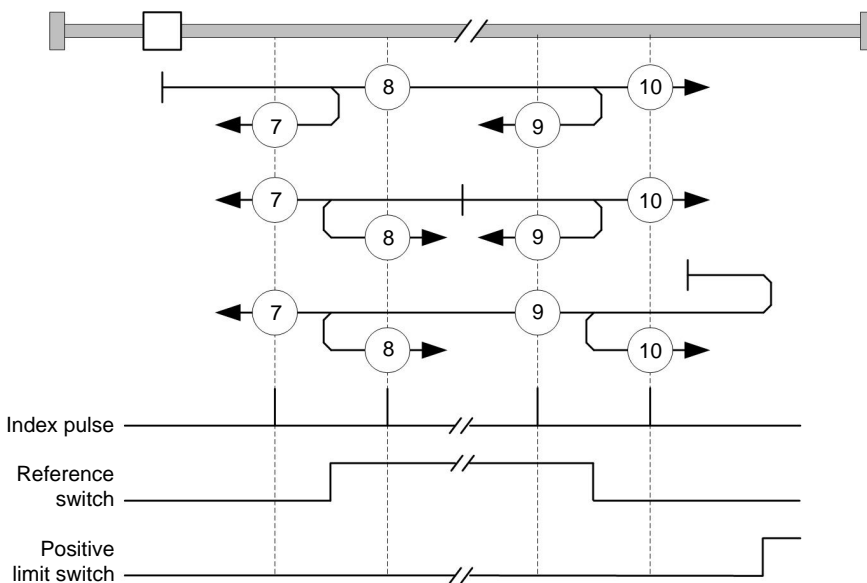 8 10
7 9
7 10
8 9
7 9
8 10
Index pulse
Reference
switch
Positive
limit switch